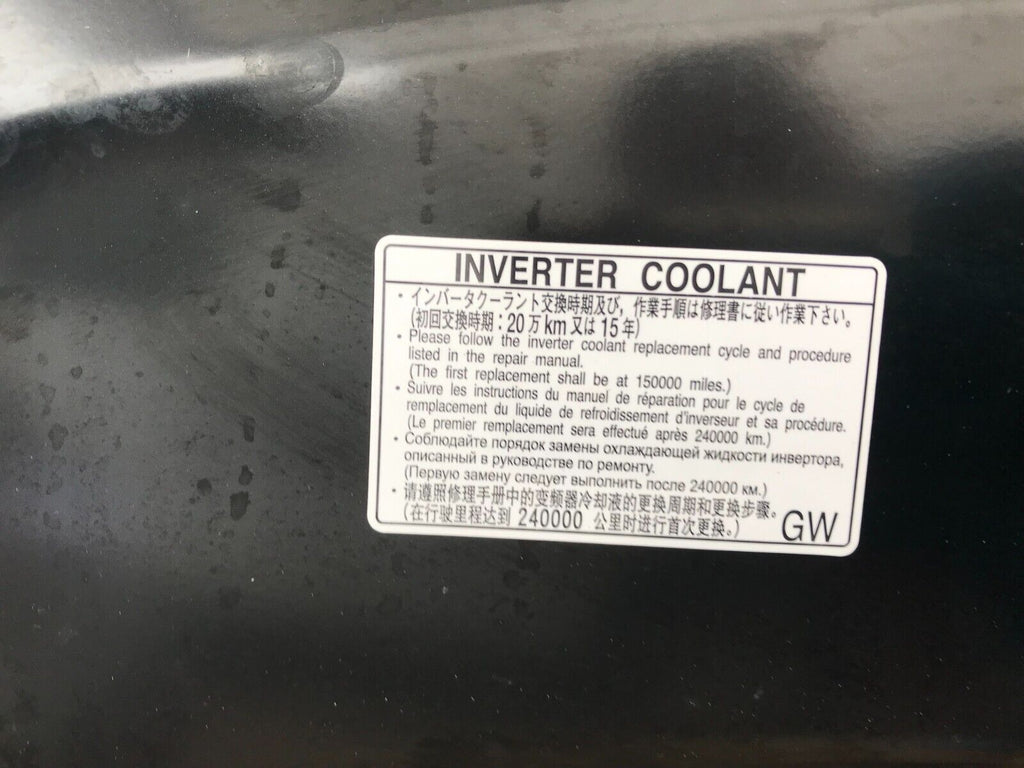 INVERTER COOLANT
・インバータクーラント交換時期及び, 作業手順は修理書に従い作業下さい。
(初回交換時期：20万km又は15年)
・Please follow the inverter coolant replacement cycle and procedure
listed in the repair manual.
(The first replacement shall be at 150000 miles.)
・Suivre les instructions du manuel de réparation pour le cycle de
remplacement du liquide de refroidissement d'inverseur et sa procédure.
(Le premier remplacement sera effectué après 240000 km.)
・Соблюдайте порядок замены охлаждающей жидкости инвертора,
описанный в руководстве по ремонту.
(Первую замену следует выполнить после 240000 км.)
・请遵照修理手册中的变频器冷却液的更换周期和更换步骤。
(在行驶里程达到 240000 公里时进行首次更换。)
GW